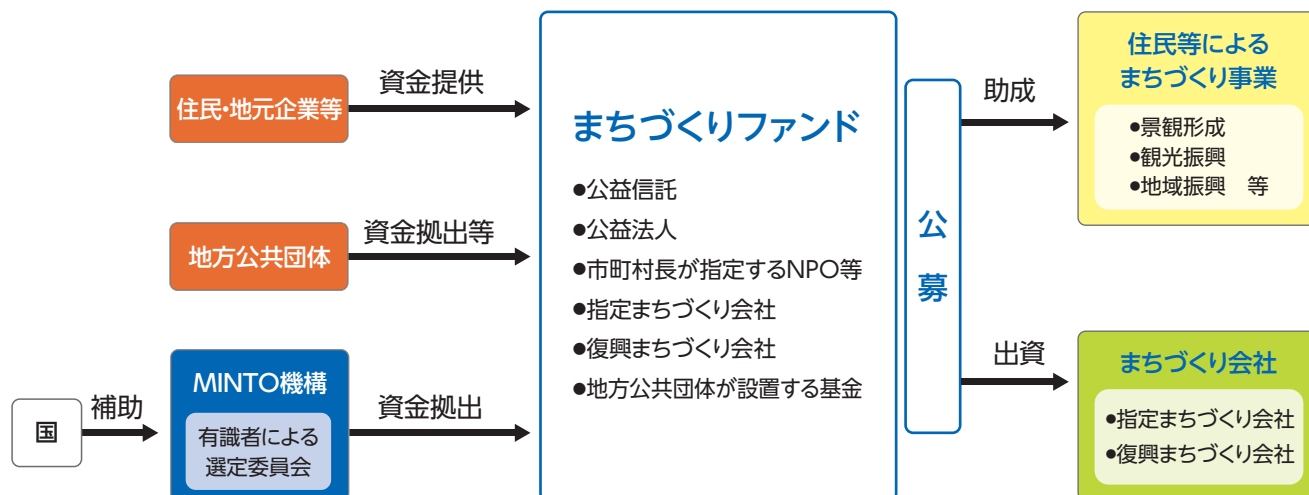 住民・地元企業等
資金提供
地方公共団体
資金拠出等
国
補助
MINTO機構
有識者による
選定委員会
資金拠出
まちづくりファンド
●公益信託
●公益法人
●市町村長が指定するNPO等
●指定まちづくり会社
●復興まちづくり会社
●地方公共団体が設置する基金
公募
助成
住民等による
まちづくり事業
●景観形成
●観光振興
●地域振興　等
出資
まちづくり会社
●指定まちづくり会社
●復興まちづくり会社